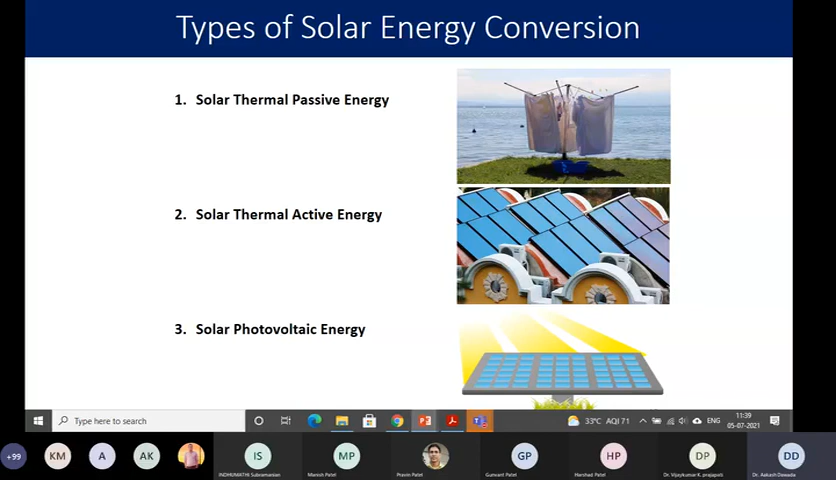 Types of Solar Energy Conversion
1. Solar Thermal Passive Energy
2. Solar Thermal Active Energy
3. Solar Photovoltaic Energy
Type here to search
33°C AQI 71
ENG
11:39
05-07-2021
+99
KM
A
AK
IS
MP
GP
HP
DP
DD
INDHUMATHI Subramanian
Manish Patel
Pravin Patel
Gunvant Patel
Harshad Patel
Dr. Vijaykumar K. prajapati
Dr. Aakash Dewadia